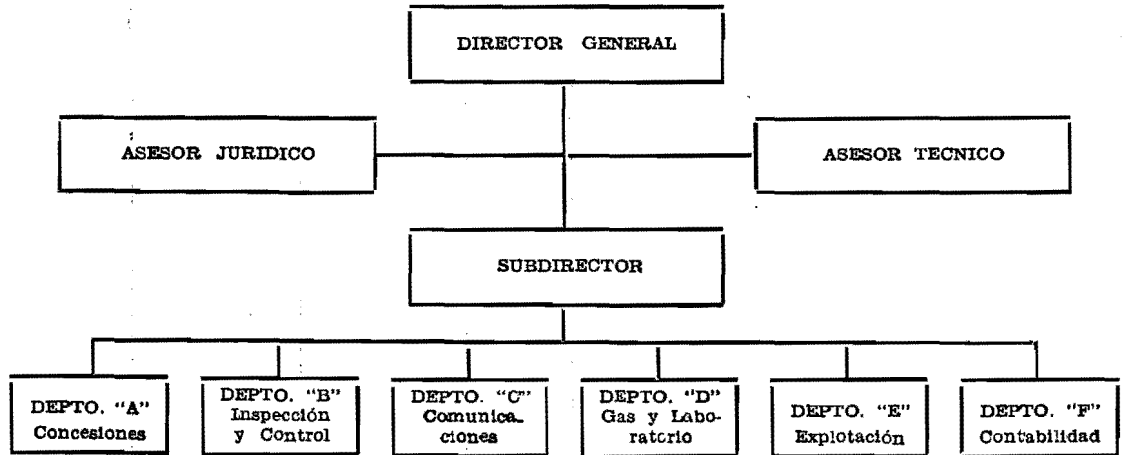 DIRECTOR GENERAL
ASESOR JURIDICO
ASESOR TECNICO
SUBDIRECTOR
DEPTO. "A"
Concesiones
DEPTO. "B"
Inspección
y Control
DEPTO. "C"
Comunica-
ciones
DEPTO. "D"
Gas y Labo-
ratorio
DEPTO. "E"
Explotación
DEPTO. "F"
Contabilidad